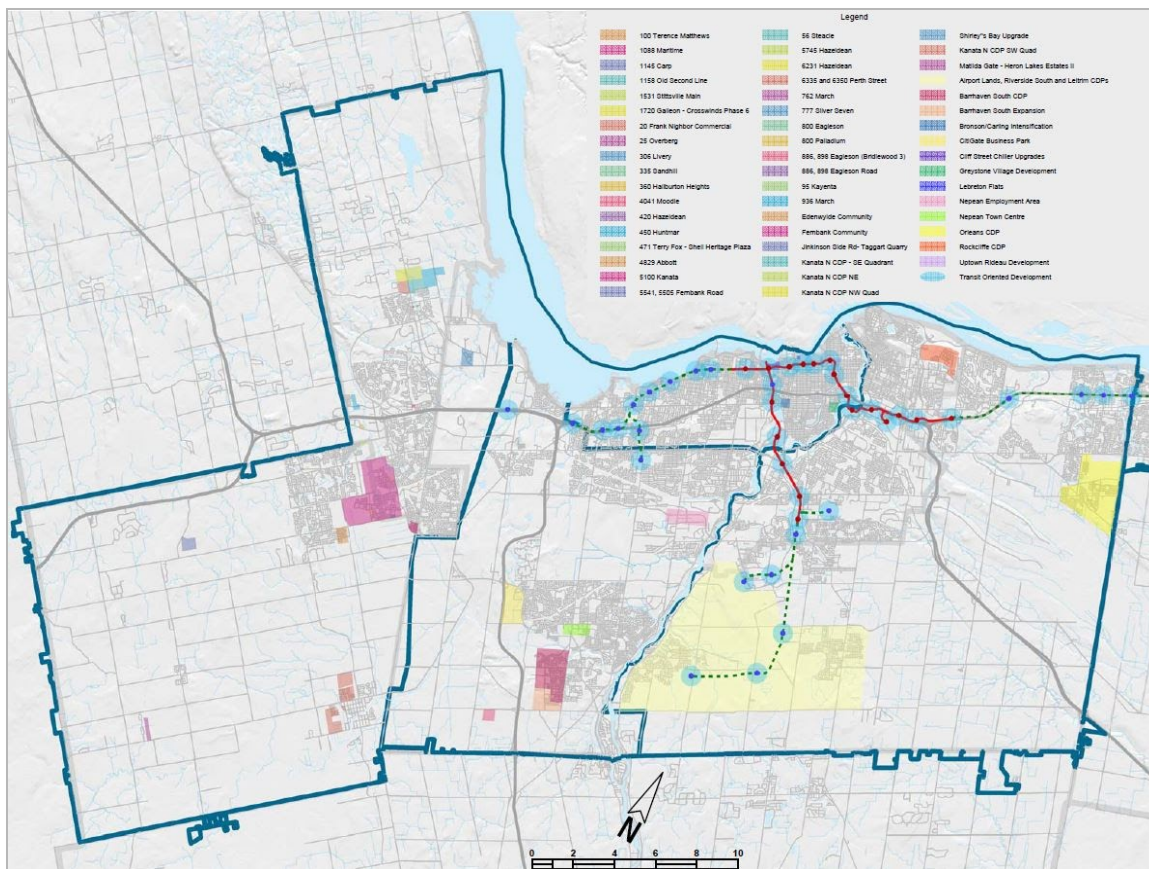 Legend
100 Terence Matthews
1088 Maritime
1145 Carp
1158 Old Second Line
1531 Stittsville Main
1720 Galleon - Crosswinds Phase 6
20 Frank Nighbor Commercial
25 Overberg
306 Livery
335 Sandhill
360 Haliburton Heights
4041 Moodie
420 Hazeldean
450 Huntmar
471 Terry Fox - Shell Heritage Plaza
4829 Abbott
5100 Kanata
5541, 5505 Fernbank Road
56 Steacie
5745 Hazeldean
6231 Hazeldean
6335 and 6350 Perth Street
762 March
777 Silver Seven
800 Eagleson
800 Palladium
886, 898 Eagleson (Bridlewood 3)
886, 898 Eagleson Road
95 Kayenta
936 March
Edenwylde Community
Fernbank Community
Jinkinson Side Rd- Taggart Quarry
Kanata N CDP - SE Quadrant
Kanata N CDP NE
Kanata N CDP NW Quad
Shirley"s Bay Upgrade
Kanata N CDP SW Quad
Matilda Gate - Heron Lakes Estates II
Airport Lands, Riverside South and Leitrim CDPs
Barrhaven South CDP
Barrhaven South Expansion
Bronson/Carling Intensification
CitiGate Business Park
Cliff Street Chiller Upgrades
Greystone Village Development
Lebreton Flats
Nepean Employment Area
Nepean Town Centre
Orleans CDP
Rockcliffe CDP
Uptown Rideau Development
Transit Oriented Development
N
0 2 4 6 8 10